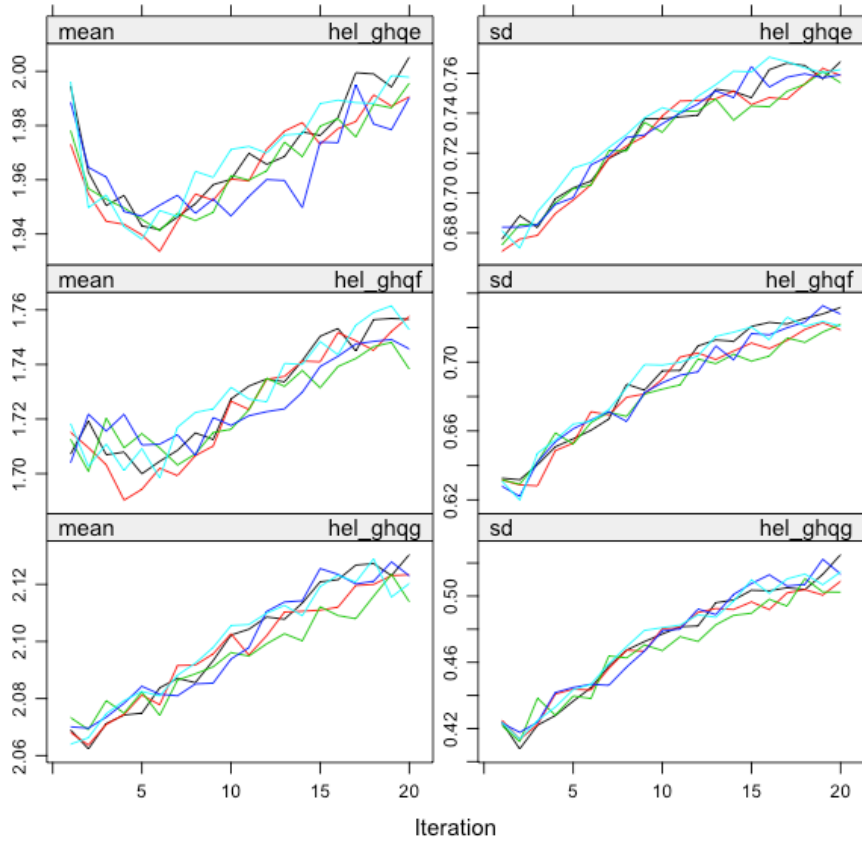 mean hel_ghqe sd
1.94 1.96 1.98 2.00
0.68 0.70 0.72 0.74 0.76
mean hel_ghqf sd hel_ghqf
1.70 1.72 1.74 1.76
0.62 0.66 0.70
mean hel_ghqg sd hel_ghqg
2.06 2.08 2.10 2.12
0.42 0.46 0.50
5 10 15 20 5 10 15 20
Iteration